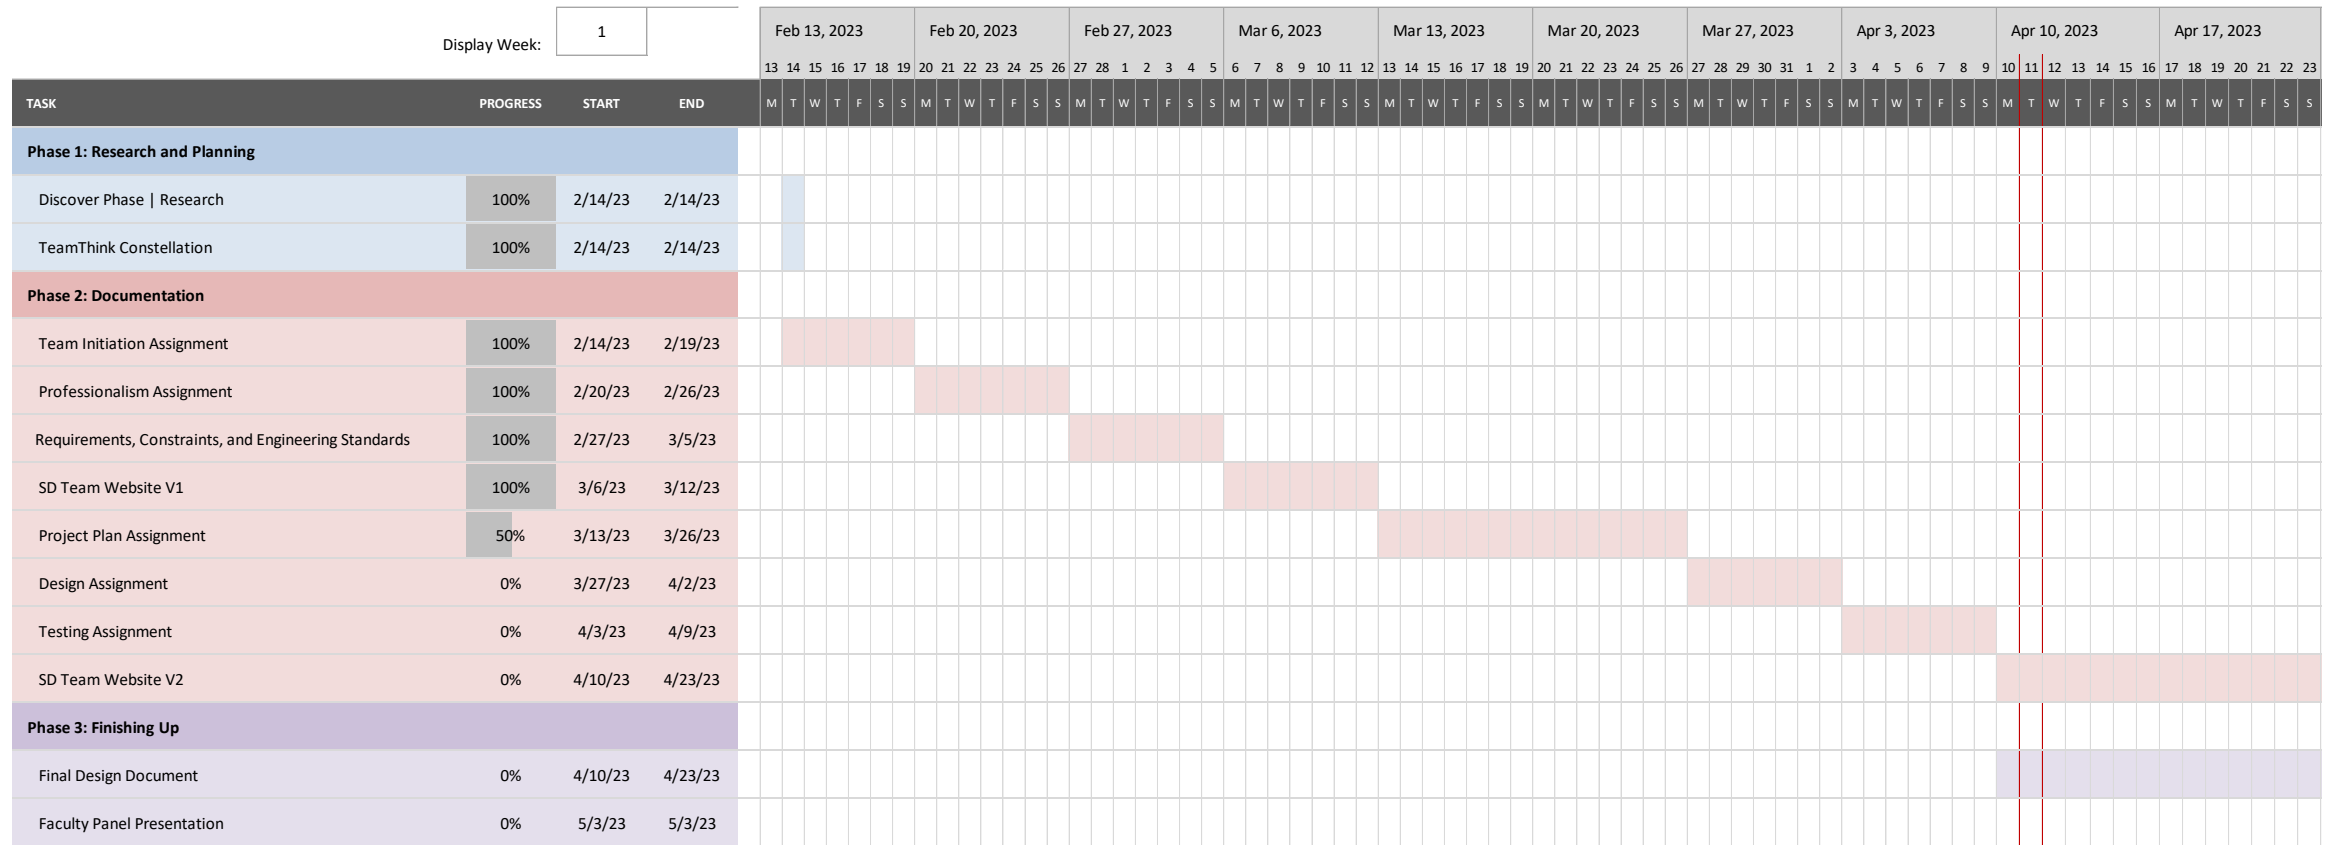 Display Week: 1
Feb 13, 2023 Feb 20, 2023 Feb 27, 2023 Mar 6, 2023 Mar 13, 2023 Mar 20, 2023 Mar 27, 2023 Apr 3, 2023 Apr 10, 2023 Apr 17, 2023
13 14 15 16 17 18 19 20 21 22 23 24 25 26 27 28 1 2 3 4 5 6 7 8 9 10 11 12 13 14 15 16 17 18 19 20 21 22 23 24 25 26 27 28 29 30 31 1 2 3 4 5 6 7 8 9 10 11 12 13 14 15 16 17 18 19 20 21 22 23
TASK PROGRESS START END M T W T F S S M T W T F S S M T W T F S S M T W T F S S M T W T F S S M T W T F S S M T W T F S S M T W T F S S M T W T F S S M T W T F S S
Phase 1: Research and Planning
Discover Phase | Research 100% 2/14/23 2/14/23
TeamThink Constellation 100% 2/14/23 2/14/23
Phase 2: Documentation
Team Initiation Assignment 100% 2/14/23 2/19/23
Professionalism Assignment 100% 2/20/23 2/26/23
Requirements, Constraints, and Engineering Standards 100% 2/27/23 3/5/23
SD Team Website V1 100% 3/6/23 3/12/23
Project Plan Assignment 50% 3/13/23 3/26/23
Design Assignment 0% 3/27/23 4/2/23
Testing Assignment 0% 4/3/23 4/9/23
SD Team Website V2 0% 4/10/23 4/23/23
Phase 3: Finishing Up
Final Design Document 0% 4/10/23 4/23/23
Faculty Panel Presentation 0% 5/3/23 5/3/23